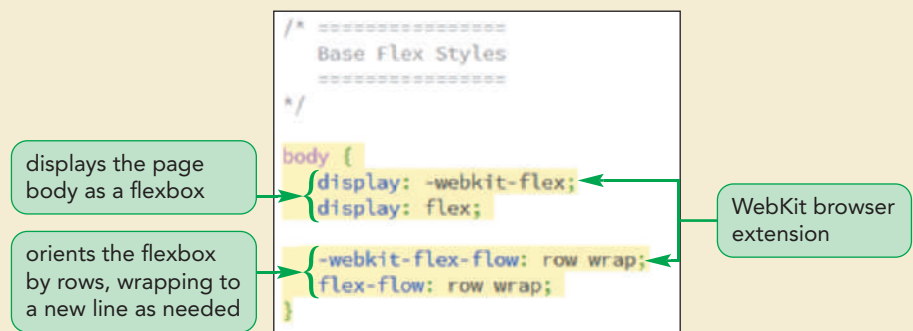 /* ================
Base Flex Styles
================
*/
body {
display: -webkit-flex;
display: flex;
-webkit-flex-flow: row wrap;
flex-flow: row wrap;
}
displays the page
body as a flexbox
orients the flexbox
by rows, wrapping to
a new line as needed
WebKit browser
extension